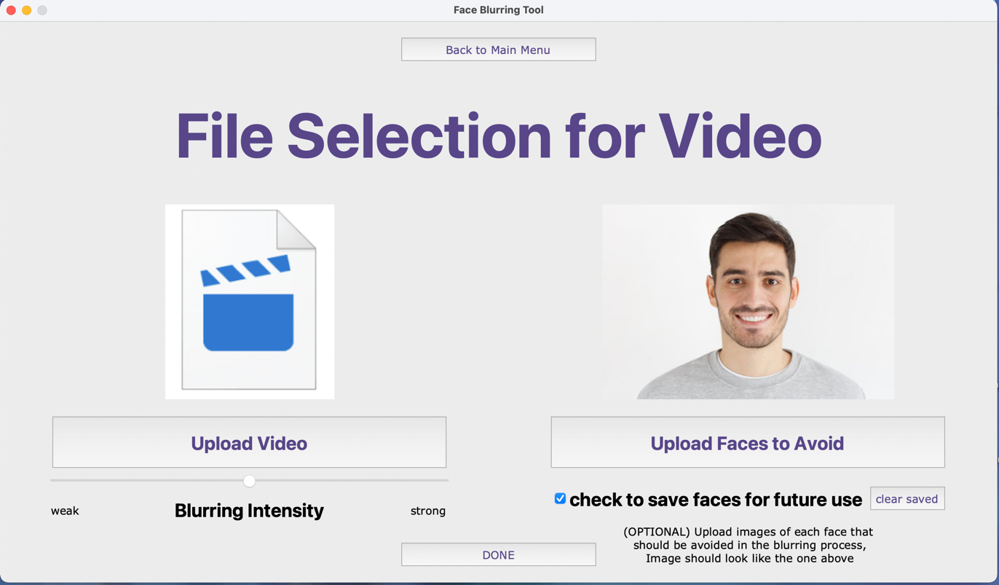 Face Blurring Tool
Back to Main Menu
File Selection for Video
Upload Video
Upload Faces to Avoid
check to save faces for future use
clear saved
weak
Blurring Intensity
strong
(OPTIONAL) Upload images of each face that
should be avoided in the blurring process,
Image should look like the one above
DONE